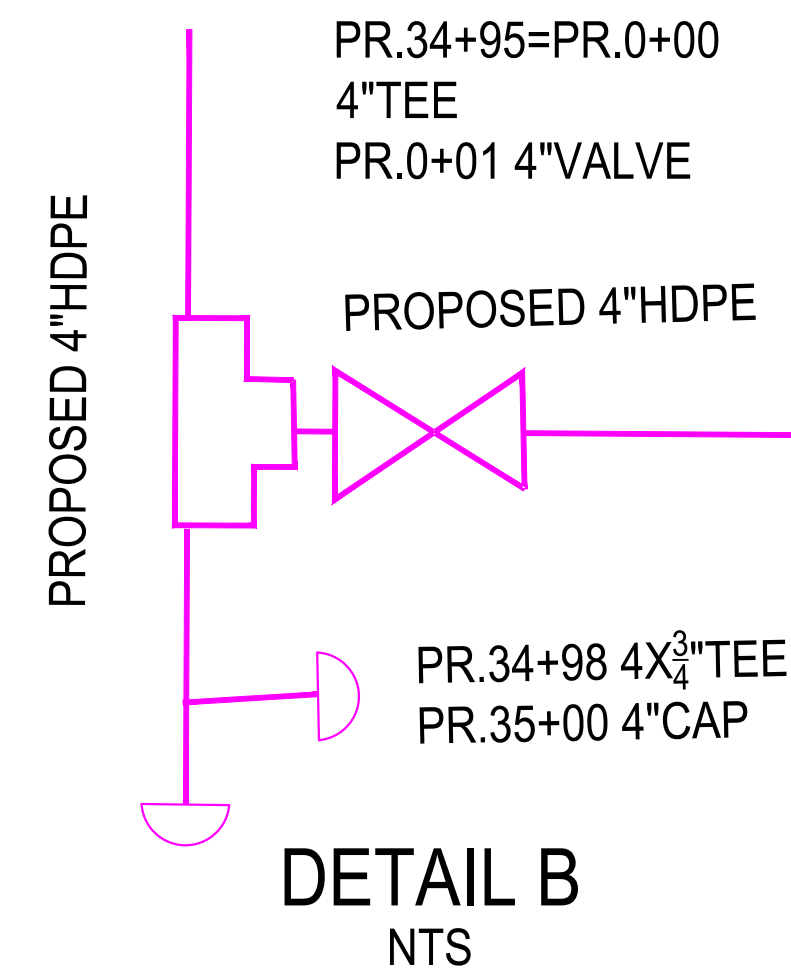 PR.34+95=PR.0+00
4"TEE
PR.0+01 4"VALVE
PROPOSED 4"HDPE
PROPOSED 4"HDPE
PR.34+98 4X3/4"TEE
PR.35+00 4"CAP
DETAIL B
NTS